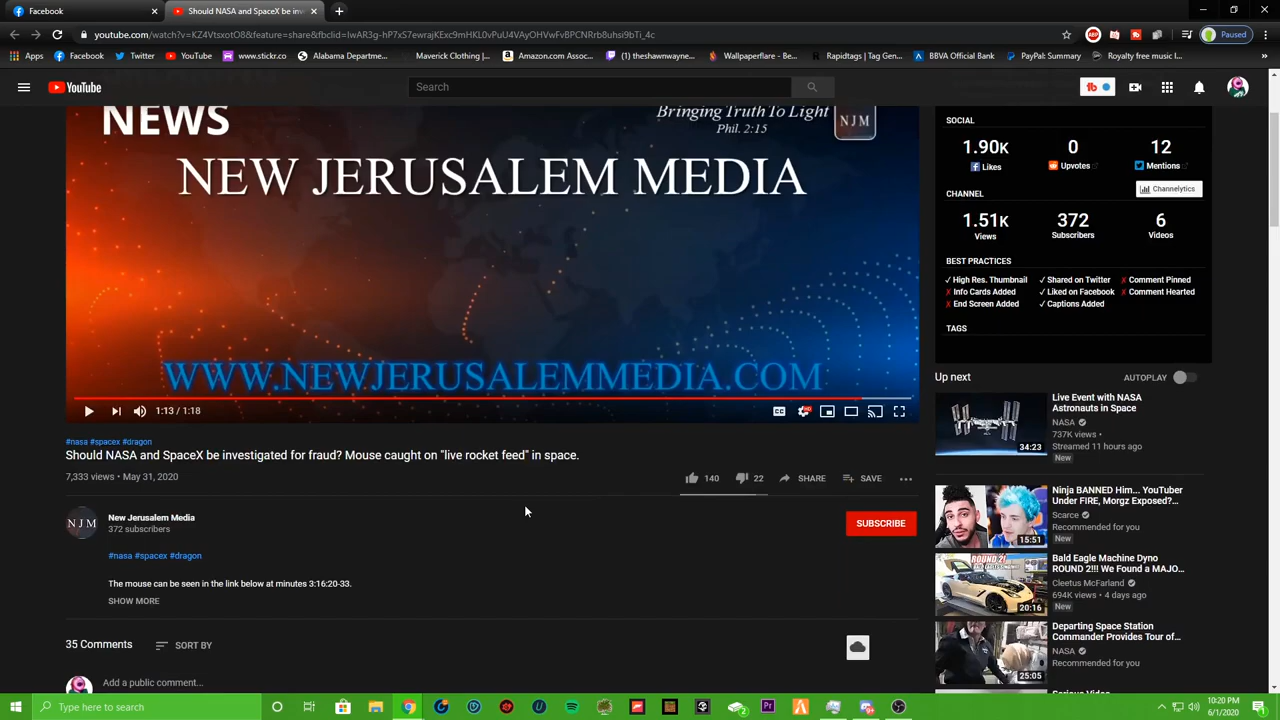 Facebook
Should NASA and SpaceX be inv
youtube.com/watch?v=KZ4VtsxotO8&feature=share&fbclid=IwAR3g-hP7xS7ewrajKExc9mHKL0vPuU4VAyOHVwFvBPCNRrb8uhsi9bTi_4c
Paused
Apps Facebook Twitter YouTube www.stickr.co Alabama Departme... Maverick Clothing |... Amazon.com Assoc... (1) theshawnwayne... Wallpaperflare - Be... Rapidtags | Tag Gen... BBVA Official Bank PayPal: Summary Royalty free music l...
YouTube
Search
NEWS
Bringing Truth To Light
Phil. 2:15
NJM
NEW JERUSALEM MEDIA
WWW.NEWJERUSALEMMEDIA.COM
1:13 / 1:18
#nasa #spacex #dragon
Should NASA and SpaceX be investigated for fraud? Mouse caught on "live rocket feed" in space.
7,333 views • May 31, 2020
140 22 SHARE SAVE
NJM
New Jerusalem Media
372 subscribers
SUBSCRIBE
#nasa #spacex #dragon
The mouse can be seen in the link below at minutes 3:16:20-33.
SHOW MORE
35 Comments SORT BY
Add a public comment...
SOCIAL
1.90K 0 12
Likes Upvotes Mentions
CHANNEL
Channelytics
1.51K 372 6
Views Subscribers Videos
BEST PRACTICES
✓ High Res. Thumbnail ✓ Shared on Twitter ✗ Comment Pinned
✗ Info Cards Added ✓ Liked on Facebook ✗ Comment Hearted
✗ End Screen Added ✓ Captions Added
TAGS
Up next AUTOPLAY
Live Event with NASA
Astronauts in Space
NASA
737K views •
Streamed 11 hours ago
New
34:23
Ninja BANNED Him... YouTuber
Under FIRE, Morgz Exposed?...
Scarce
Recommended for you
New
15:51
Bald Eagle Machine Dyno
ROUND 2!!! We Found a MAJO...
Cleetus McFarland
694K views • 4 days ago
New
20:16
Departing Space Station
Commander Provides Tour of...
NASA
Recommended for you
25:05
Type here to search
10:20 PM
6/1/2020